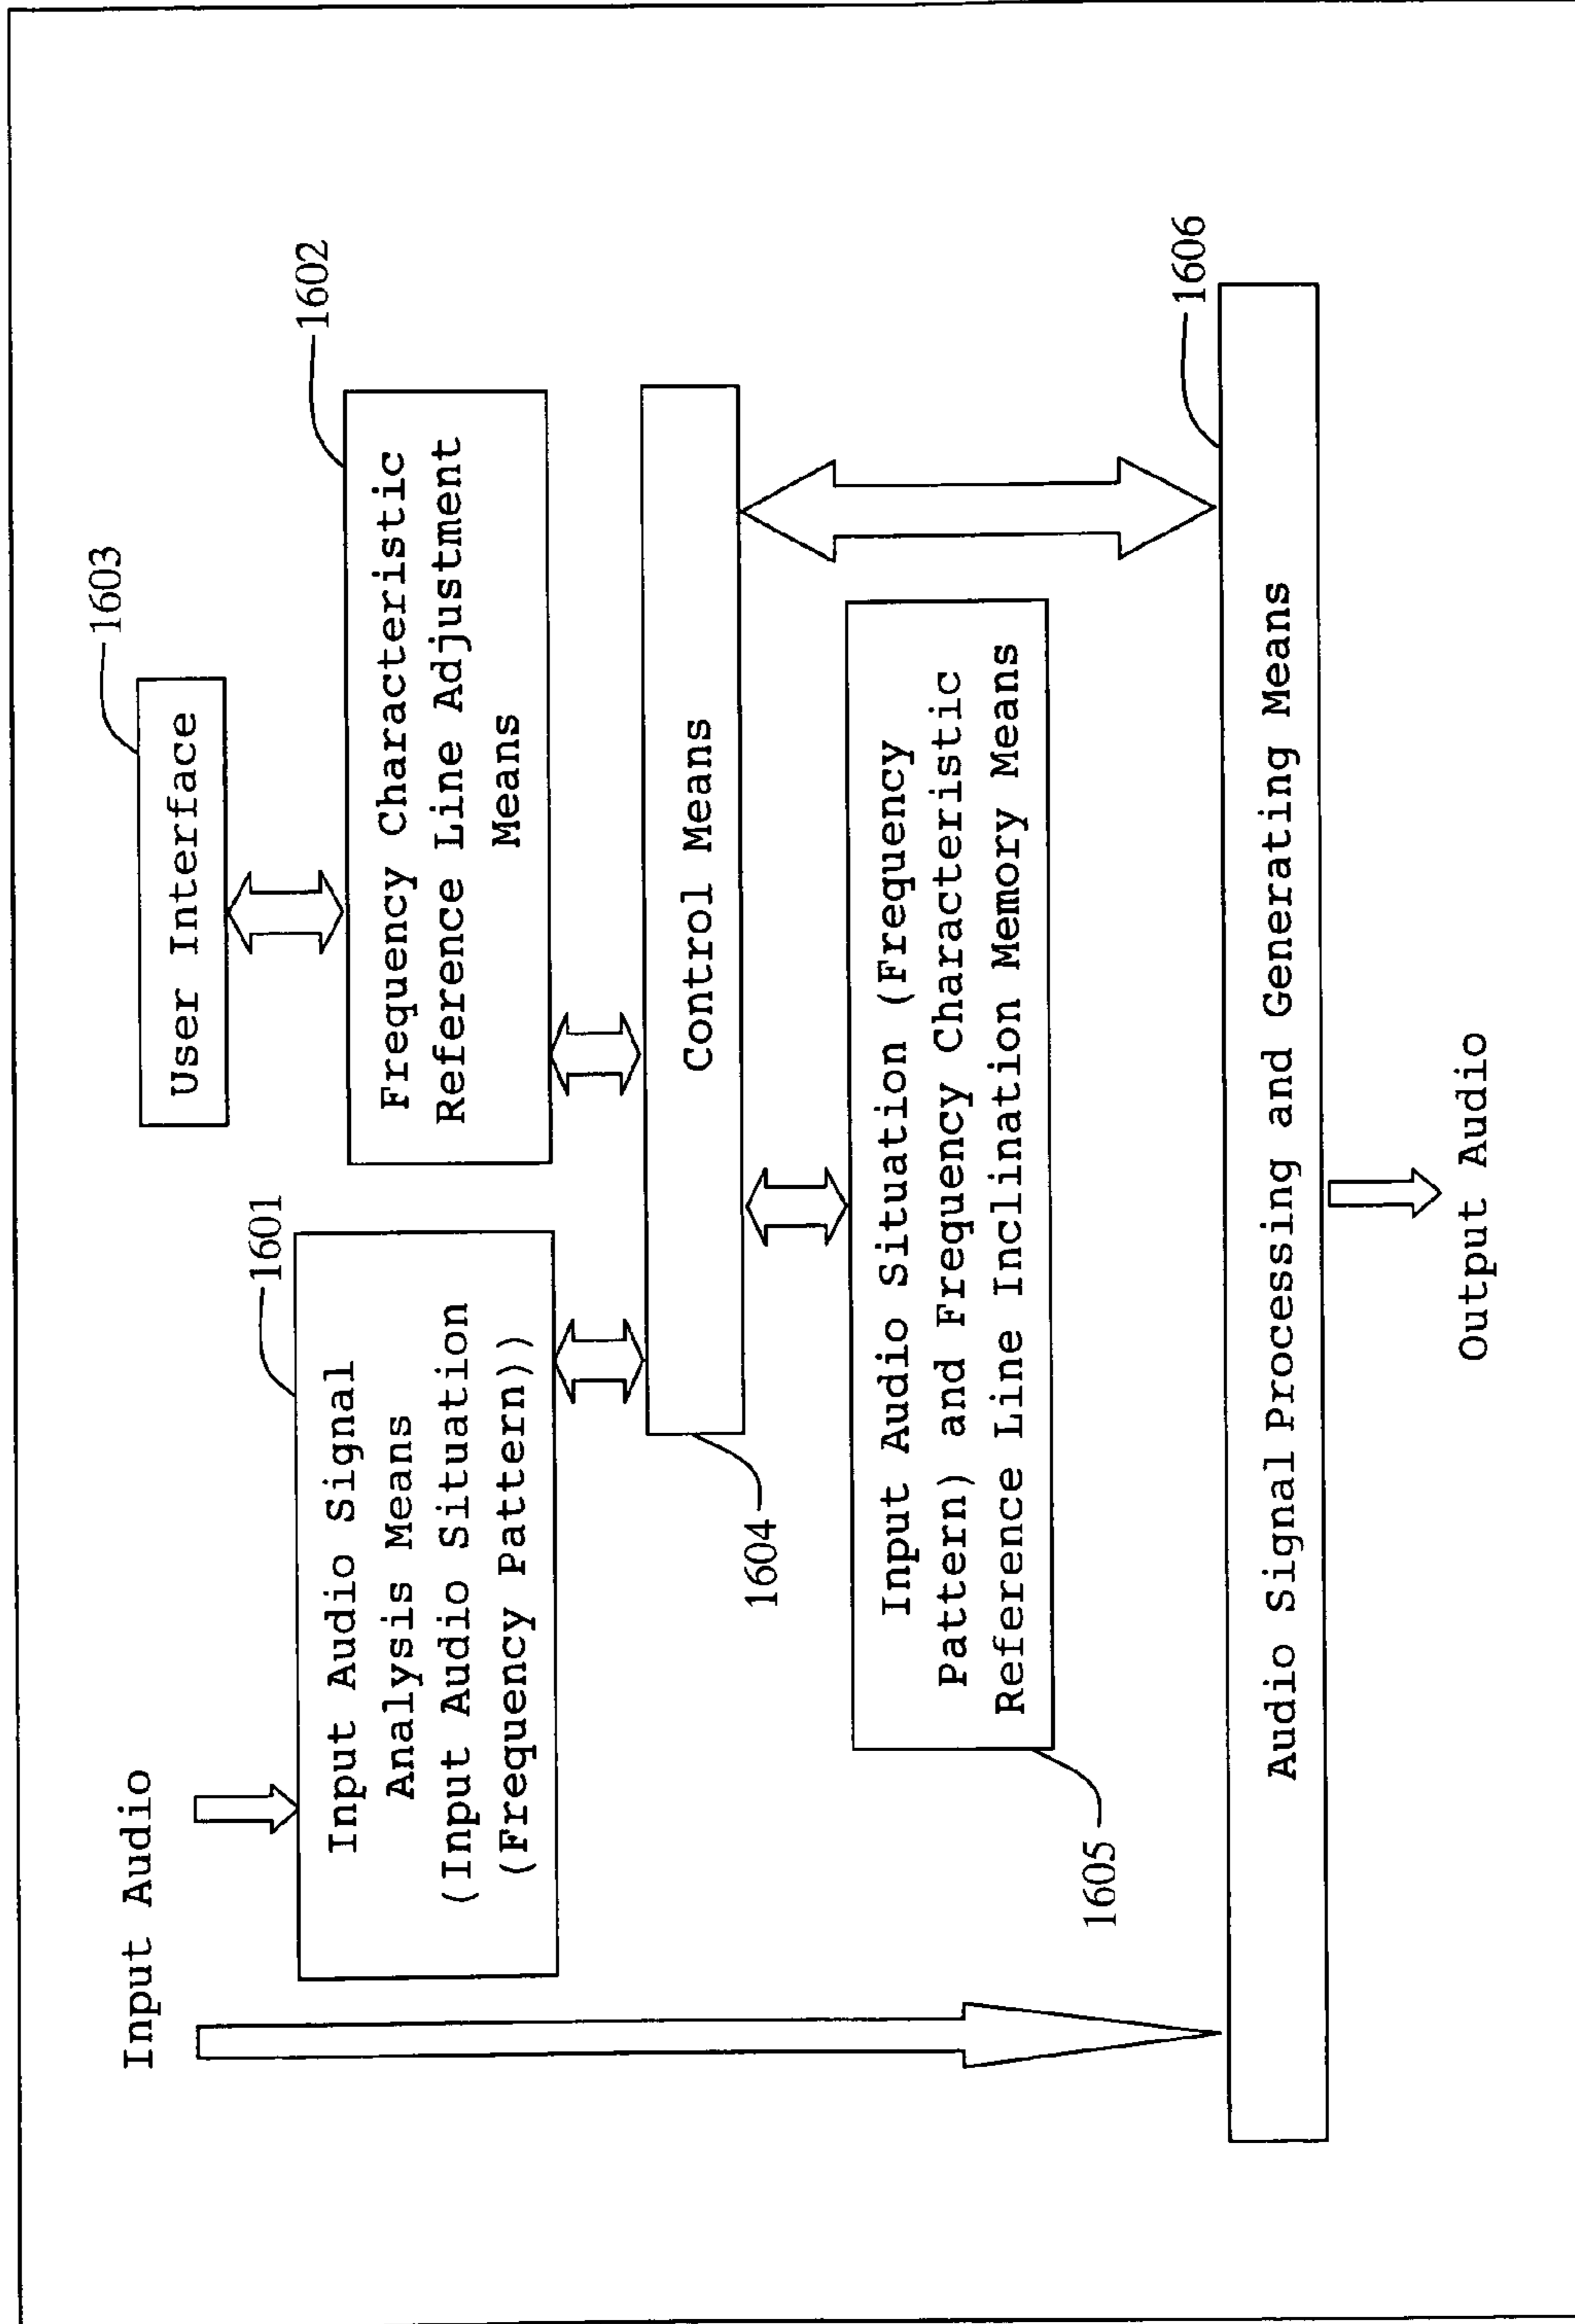 1603
User Interface
1602
Frequency Characteristic
Reference Line Adjustment
Means
Input Audio
1601
Input Audio Signal
Analysis Means
(Input Audio Situation
(Frequency Pattern))
Control Means
1604
Input Audio Situation (Frequency
Pattern) and Frequency Characteristic
Reference Line Inclination Memory Means
1605
1606
Audio Signal Processing and Generating Means
Output Audio